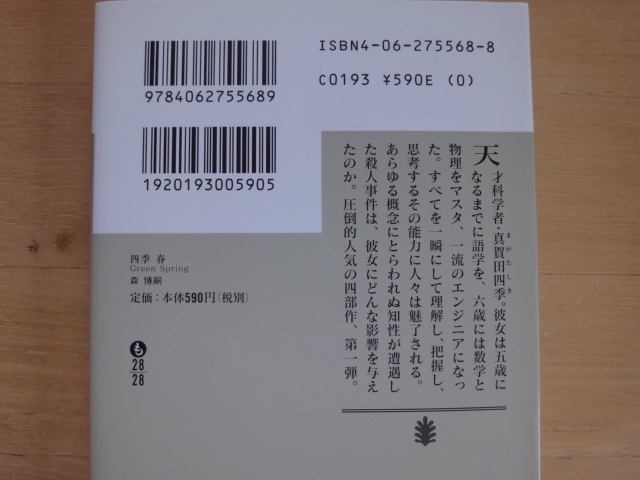 ISBN4-06-275568-8
C0193 ¥590E (0)
9784062755689
1920193005905
天才科学者・真賀田四季。彼女は五歳に
まがたしき
なるまでに語学を、六歳には数学と
物理をマスタ、一流のエンジニアになっ
た。すべてを一瞬にして理解し、把握し、
思考するその能力に人々は魅了される。
あらゆる概念にとらわれぬ知性が遭遇し
た殺人事件は、彼女にどんな影響を与え
たのか。圧倒的人気の四部作、第一弾。
四季 春
Green Spring
森 博嗣
定価：本体590円（税別）
も
28
28